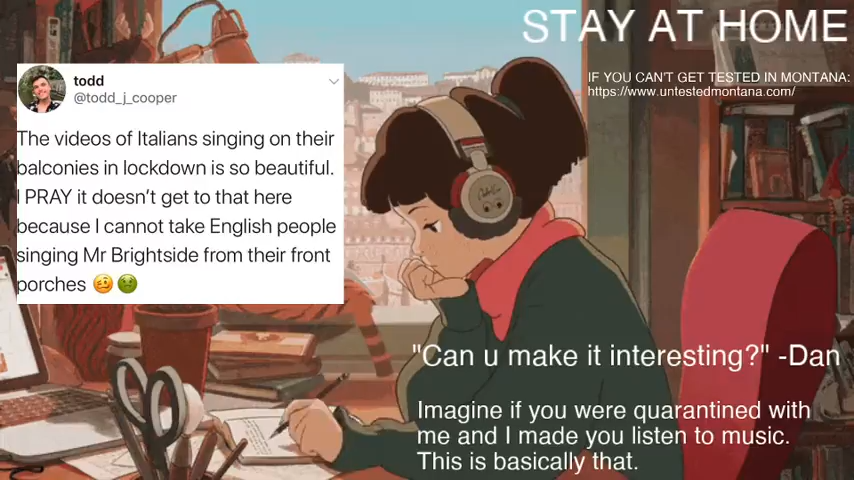 STAY AT HOME
IF YOU CAN'T GET TESTED IN MONTANA:
https://www.untestedmontana.com/
todd
@todd_j_cooper
The videos of Italians singing on their
balconies in lockdown is so beautiful.
I PRAY it doesn't get to that here
because I cannot take English people
singing Mr Brightside from their front
porches 🥴🤢
"Can u make it interesting?" -Dan
Imagine if you were quarantined with
me and I made you listen to music.
This is basically that.